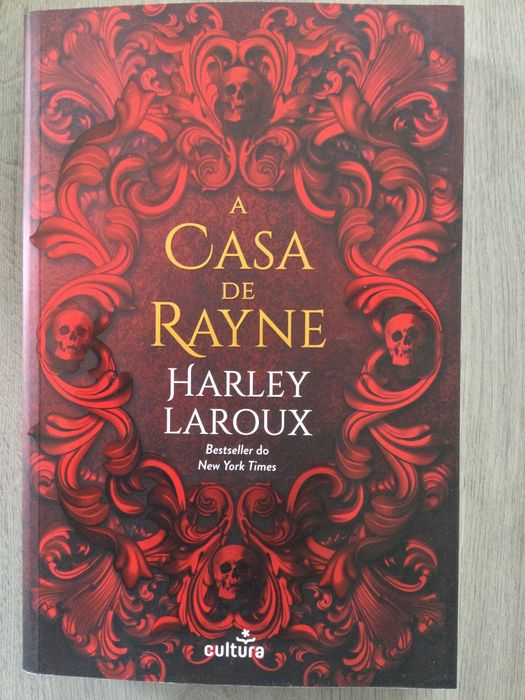 A
CASA
DE
RAYNE
HARLEY
LAROUX
Bestseller do
New York Times
cultura